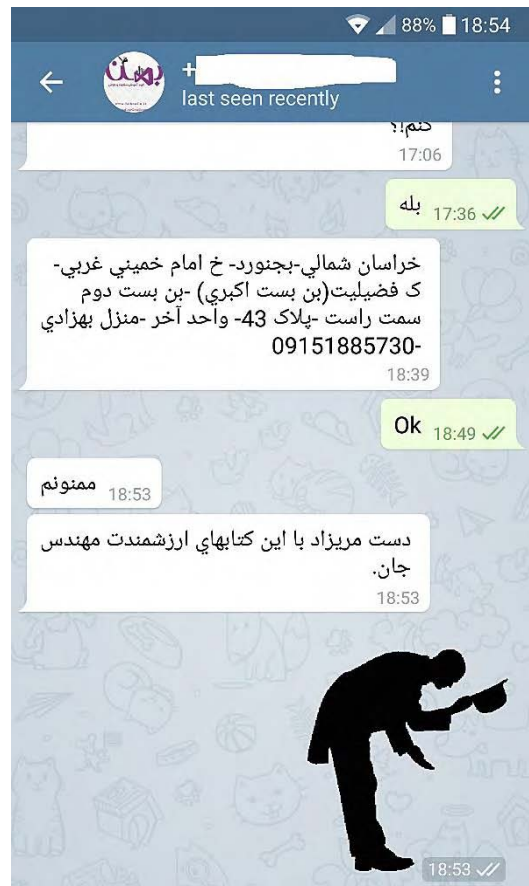 88% 18:54
+
last seen recently
كنم!؟
17:06
بله
17:36
خراسان شمالي-بجنورد- خ امام خميني غربي-
ک فضيليت(بن بست اکبري) -بن بست دوم
سمت راست -پلاک 43- واحد آخر -منزل بهزادي
-09151885730
18:39
Ok
18:49
ممنونم
18:53
دست مريزاد با اين کتابهاي ارزشمندت مهندس
جان.
18:53
18:53